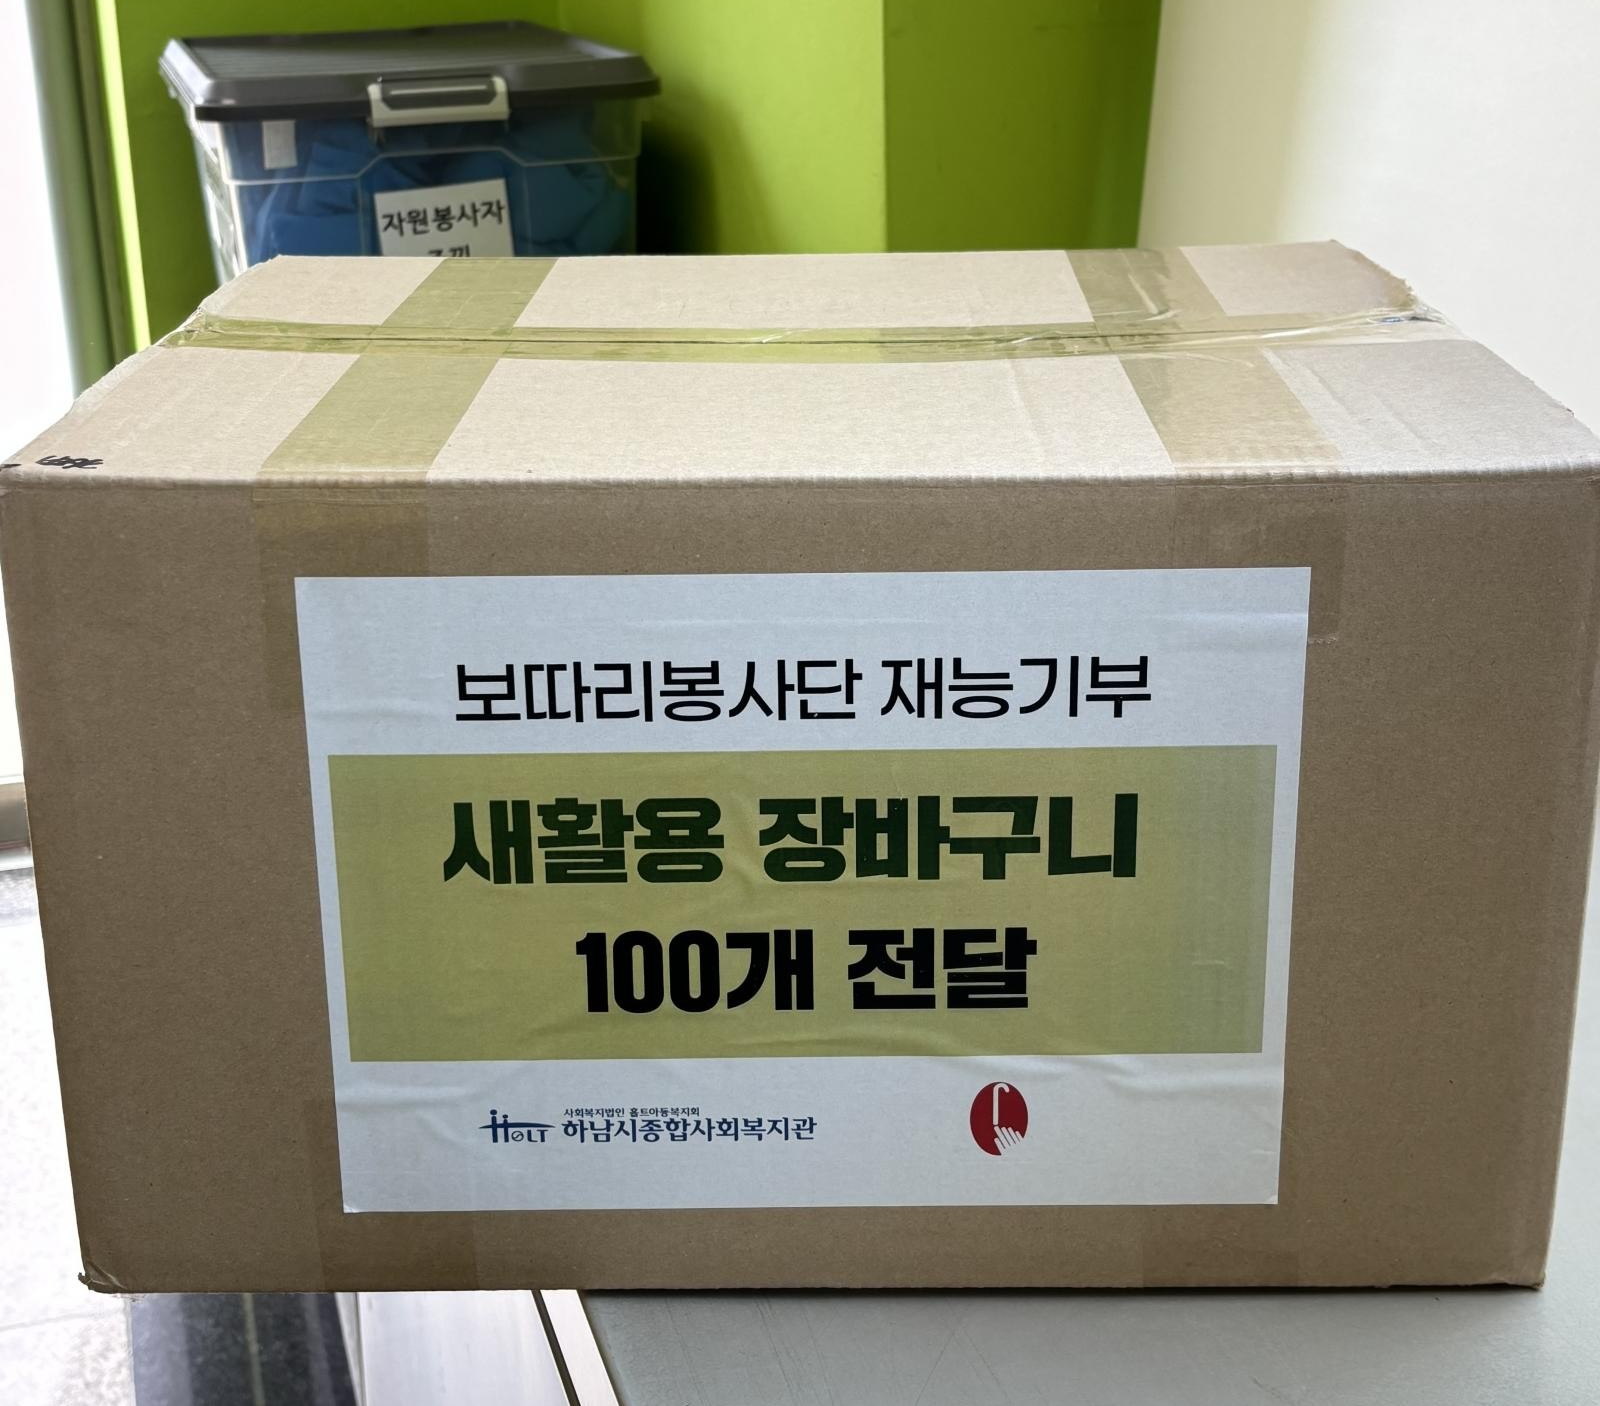 자원봉사자
조끼
보따리봉사단 재능기부
새활용 장바구니
100개 전달
HOLT 사회복지법인 홀트아동복지회
하남시종합사회복지관